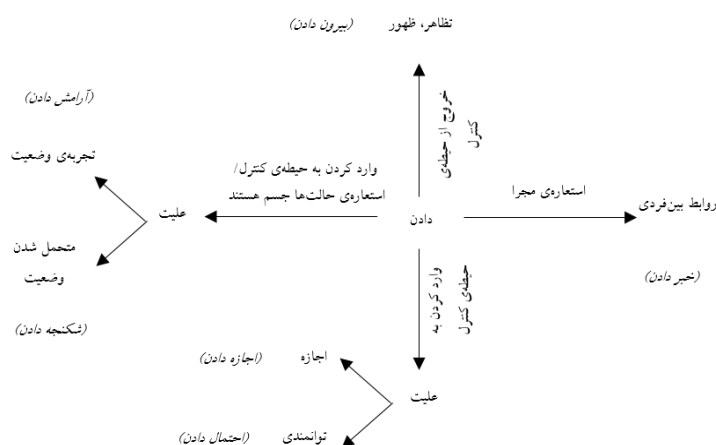 تظاهر، ظهور (بیرون دادن)
خروج از حیطه‌ی
کنترل
(آرامش دادن)
تجربه‌ی وضعیت
وارد کردن به حیطه‌ی کنترل/
استعاره‌ی حالت‌ها جسم هستند
علیت
متحمل شدن
وضعیت
(شکنجه دادن)
دادن
استعاره‌ی مجرا
روابط بین‌فردی
(خبر دادن)
وارد کردن به
حیطه‌ی کنترل
علیت
اجازه (اجازه دادن)
توانمندی (احتمال دادن)